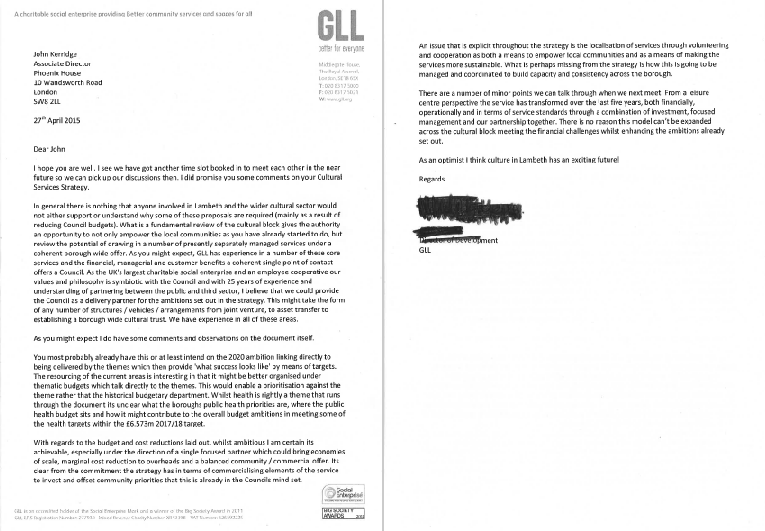 A charitable social enterprise providing better community services and spaces for all
GLL
better for everyone
Middlegate House
The Royal Arsenal
London SE18 6SX
John Kerridge
Associate Director
Phoenix House
10 Wandsworth Road
London
SW8 2LL
27th April 2015
Dear John
I hope you are well. I see we have got another time slot booked in to meet each other in the near
future so we can pick up our discussions then. I did promise you some comments on your Cultural
Services Strategy.
In general there is nothing that anyone involved in Lambeth and the wider cultural sector would
not either support or understand why some of these proposals are required (mainly as a result of
reducing Council budgets). What is a fundamental review of the cultural block gives the authority
an opportunity to not only empower the local communities as you have already started to do, but
review the potential of drawing in a number of presently separately managed services under a
coherent borough wide offer. As you might expect, GLL has experience in a number of these core
services and the financial, managerial and customer benefits a coherent single point of contact
offers a Council. As the UK's largest charitable social enterprise and an employee cooperative our
values and philosophy is symbiotic with the Council and with 25 years of experience and
understanding of partnering between the public and third sector, I believe that we could provide
the Council as a delivery partner for the ambitions set out in the strategy. This might take the form
of any number of structures / vehicles / arrangements from joint venture, to asset transfer to
establishing a borough wide cultural trust. We have experience in all of these areas.
As you might expect I do have some comments and observations on the document itself.
You most probably already have this or at least intend on the 2020 ambition linking directly to
being delivered by the themes which then provide 'what success looks like' by means of targets.
The resourcing of the current areas is interesting in that it might be better organised under
thematic budgets which talk directly to the themes. This would enable a prioritisation against the
theme rather that the historical budgetary department. Whilst health is rightly a theme that runs
through the document its unclear what the boroughs public health priorities are, where the public
health budget sits and how it might contribute to the overall budget ambitions in meeting some of
the health targets within the £6.573m 2017/18 target.
With regards to the budget and cost reductions laid out, whilst ambitious I am certain its
achievable, especially under the direction of a single focused partner which could bring economies
of scale, marginal cost reduction to overheads and a balanced community / commercial offer. Its
clear from the commitment the strategy has in terms of commercialising elements of the service
to invest and offset community priorities that this is already in the Councils mind set.
Social
Enterprise
BIG SOCIETY
AWARDS
GLL is an accredited holder of the Social Enterprise Mark and a winner of the Big Society Award in 2011
An issue that is explicit throughout the strategy is the localisation of services through volunteering
and cooperation as both a means to empower local communities and as a means of making the
services more sustainable. What is perhaps missing from the strategy is how this is going to be
managed and coordinated to build capacity and consistency across the borough.
There are a number of minor points we can talk through when we next meet. From a leisure
centre perspective the service has transformed over the last five years, both financially,
operationally and in terms of service standards through a combination of investment, focused
management and our partnership together. There is no reason this model can't be expanded
across the cultural block meeting the financial challenges whilst enhancing the ambitions already
set out.
As an optimist I think culture in Lambeth has an exciting future!
Regards
Director of Development
GLL